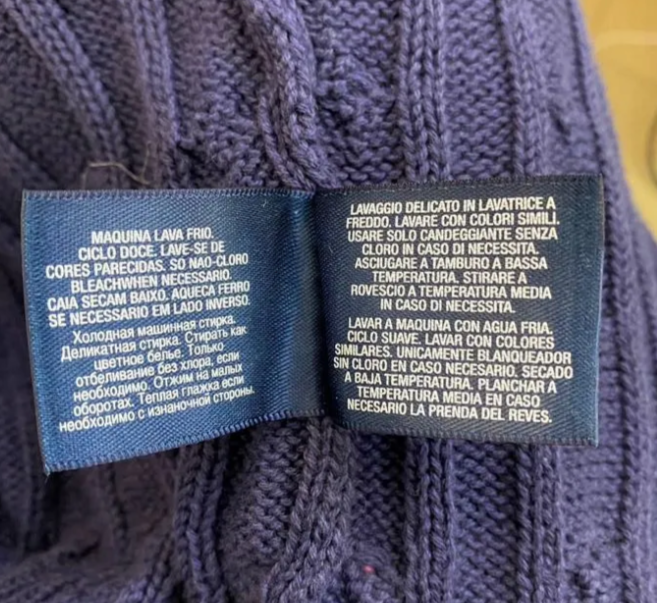 MAQUINA LAVA FRIO.
CICLO DOCE. LAVE-SE DE
CORES PARECIDAS. SO NAO-CLORO
BLEACHWHEN NECESSARIO.
CAIA SECAM BAIXO. AQUECA FERRO
SE NECESSARIO EM LADO INVERSO.
Холодная машинная стирка.
Деликатная стирка. Стирать как
цветное белье. Только
отбеливание без хлора, если
необходимо. Отжим на малых
оборотах. Теплая глажка если
необходимо с изнаночной стороны.
LAVAGGIO DELICATO IN LAVATRICE A
FREDDO. LAVARE CON COLORI SIMILI.
USARE SOLO CANDEGGIANTE SENZA
CLORO IN CASO DI NECESSITA.
ASCIUGARE A TAMBURO A BASSA
TEMPERATURA. STIRARE A
ROVESCIO A TEMPERATURA MEDIA
IN CASO DI NECESSITA.
LAVAR A MAQUINA CON AGUA FRIA.
CICLO SUAVE. LAVAR CON COLORES
SIMILARES. UNICAMENTE BLANQUEADOR
SIN CLORO EN CASO NECESARIO. SECADO
A BAJA TEMPERATURA. PLANCHAR A
TEMPERATURA MEDIA EN CASO
NECESARIO LA PRENDA DEL REVES.